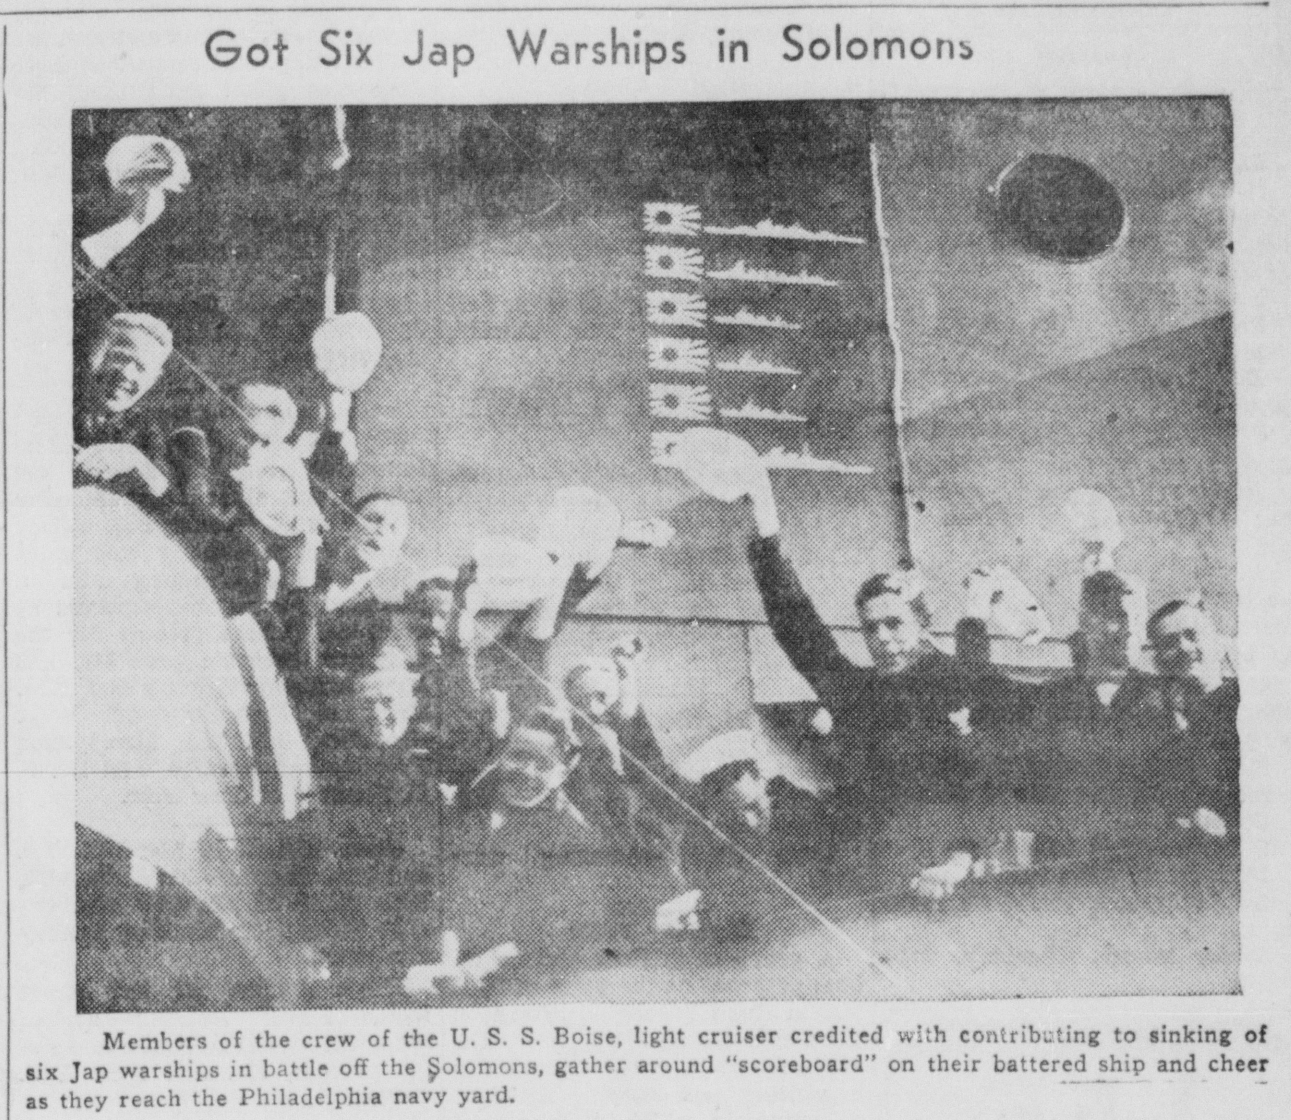 Got Six Jap Warships in Solomons
Members of the crew of the U. S. S. Boise, light cruiser credited with contributing to sinking of
six Jap warships in battle off the Solomons, gather around "scoreboard" on their battered ship and cheer
as they reach the Philadelphia navy yard.